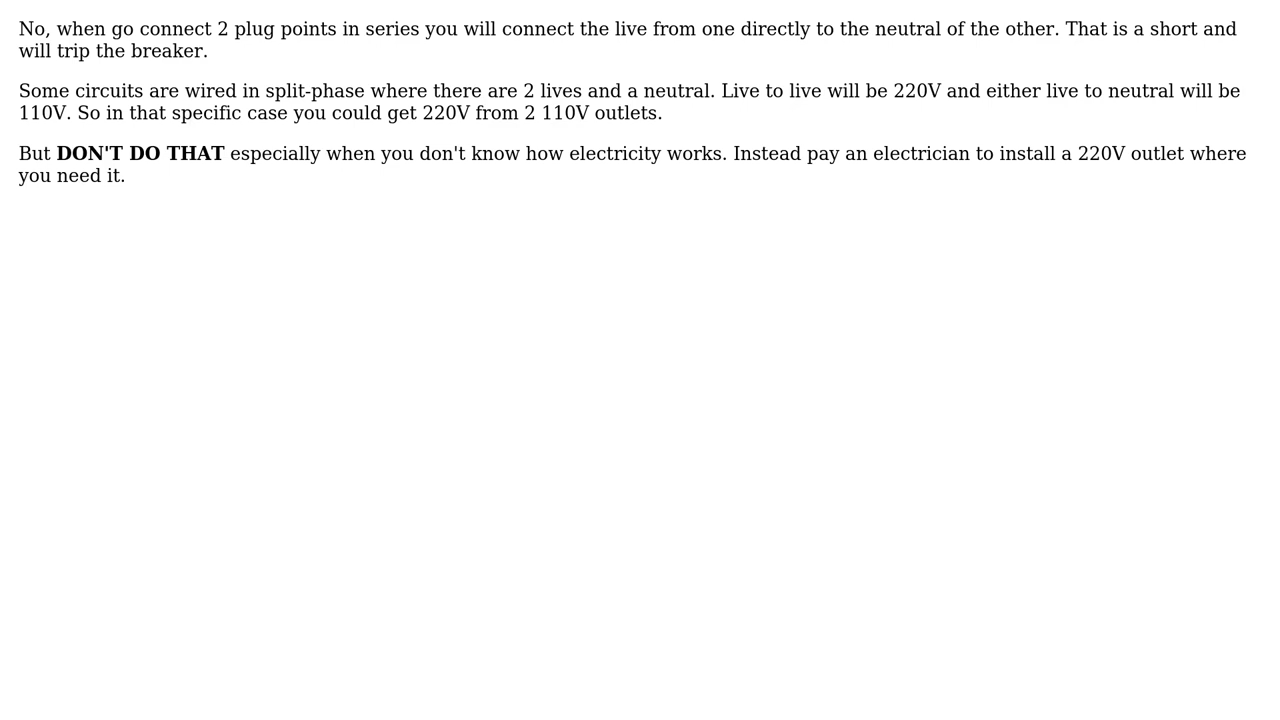 No, when go connect 2 plug points in series you will connect the live from one directly to the neutral of the other. That is a short and
will trip the breaker.
Some circuits are wired in split-phase where there are 2 lives and a neutral. Live to live will be 220V and either live to neutral will be
110V. So in that specific case you could get 220V from 2 110V outlets.
But DON'T DO THAT especially when you don't know how electricity works. Instead pay an electrician to install a 220V outlet where
you need it.